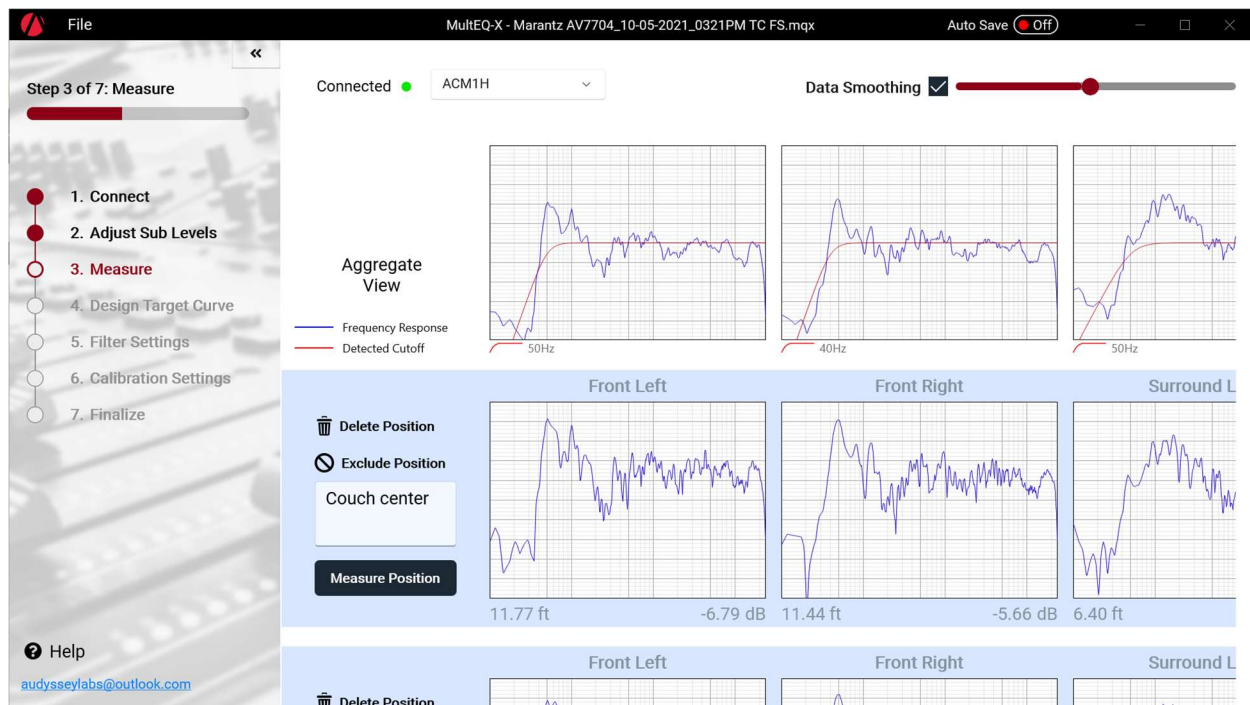 File
MultEQ-X - Marantz AV7704_10-05-2021_0321PM TC FS.mqx
Auto Save Off
«
Step 3 of 7: Measure
1. Connect
2. Adjust Sub Levels
3. Measure
4. Design Target Curve
5. Filter Settings
6. Calibration Settings
7. Finalize
Help
audysseylabs@outlook.com
Connected
ACM1H
Data Smoothing
Aggregate
View
Frequency Response
Detected Cutoff
50Hz
40Hz
50Hz
Front Left
Front Right
Surround L
Delete Position
Exclude Position
Couch center
Measure Position
11.77 ft
-6.79 dB
11.44 ft
-5.66 dB
6.40 ft
Front Left
Front Right
Surround L
Delete Position